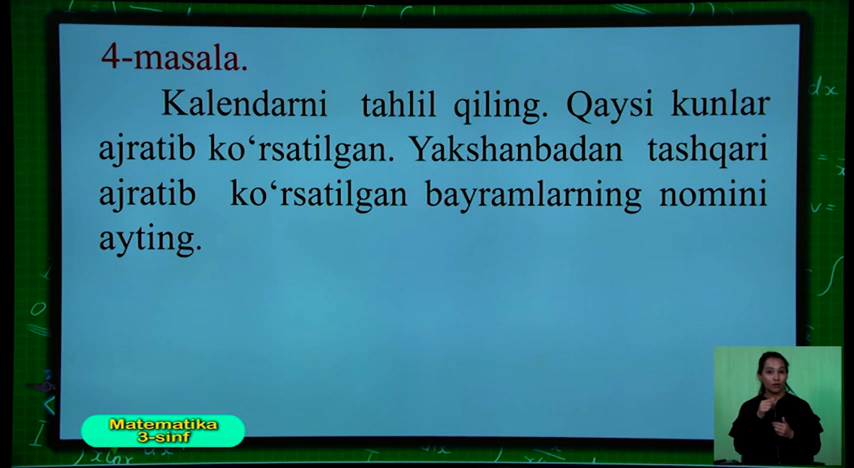 4-masala.
Kalendarni tahlil qiling. Qaysi kunlar
ajratib ko‘rsatilgan. Yakshanbadan tashqari
ajratib ko‘rsatilgan bayramlarning nomini
ayting.
Matematika
3-sinf
dx
v =